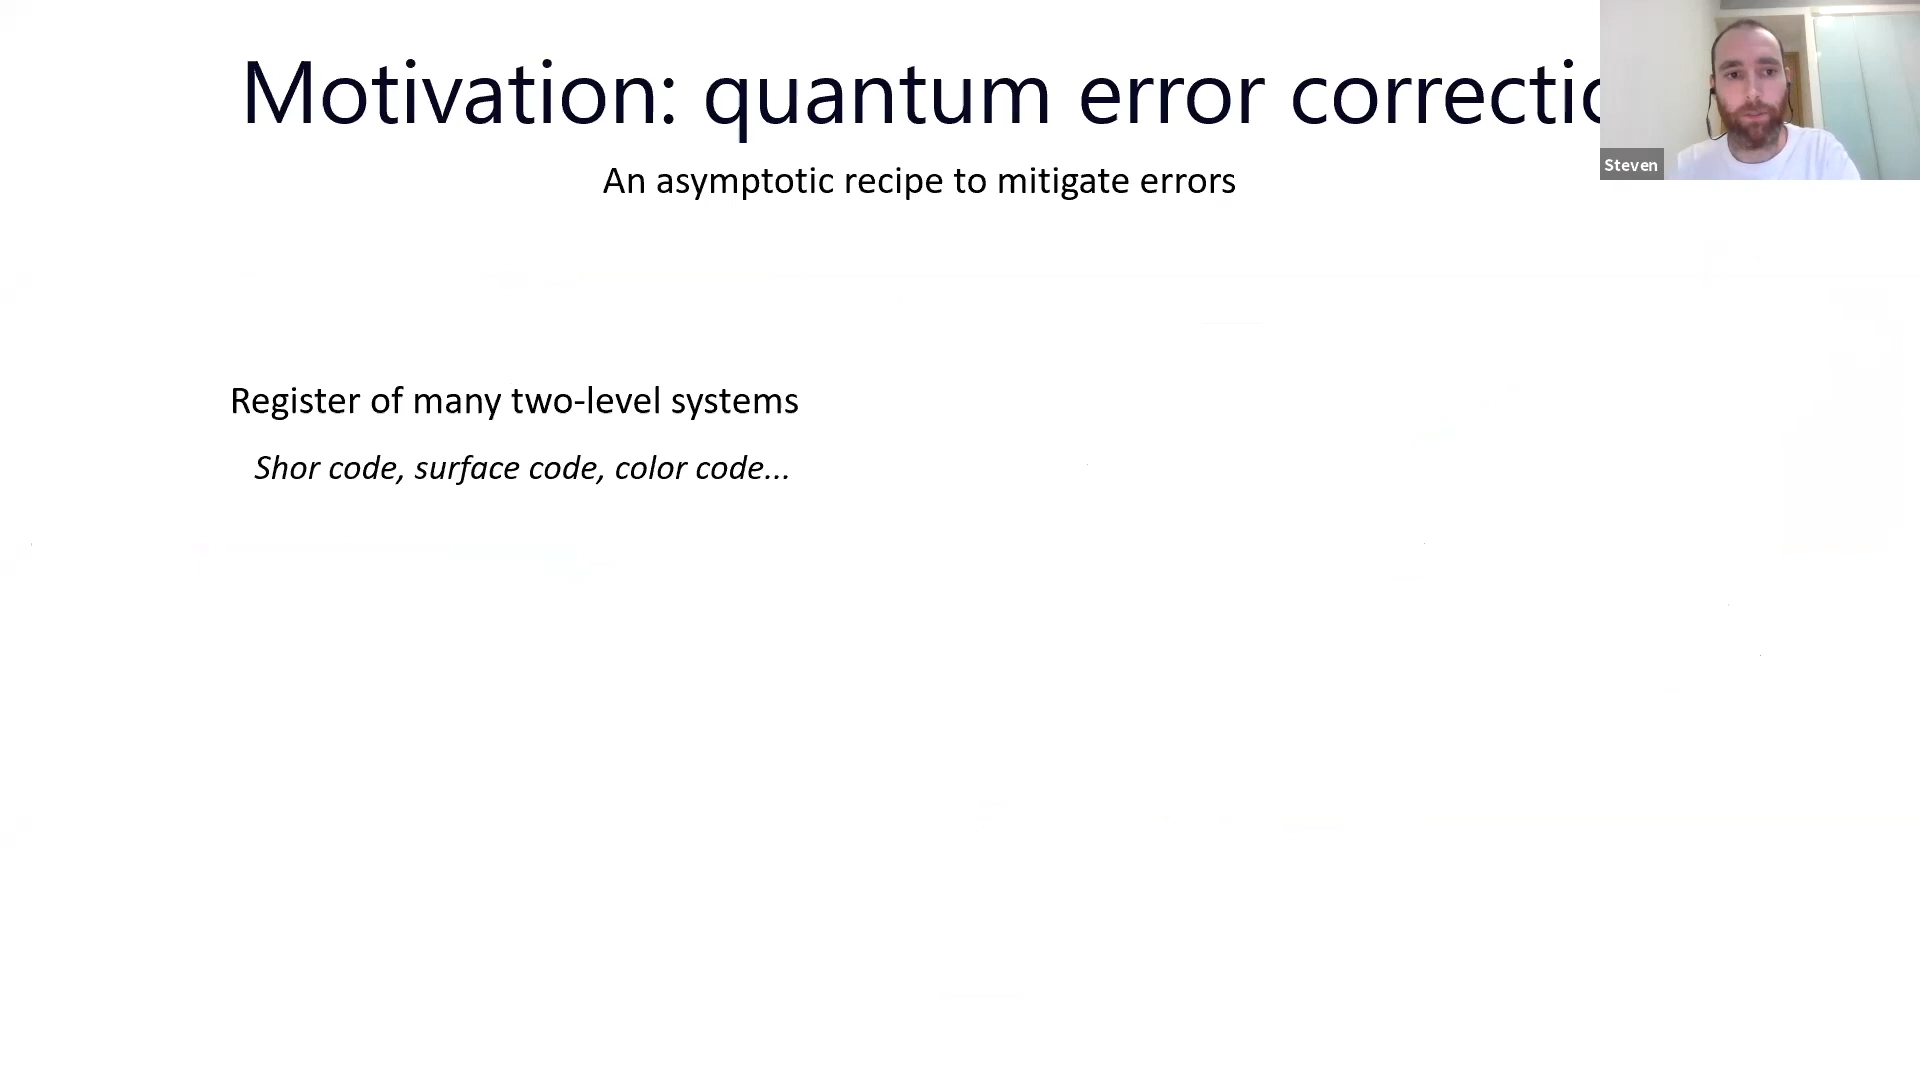 Motivation: quantum error correctio
An asymptotic recipe to mitigate errors
Steven
Register of many two-level systems
Shor code, surface code, color code...